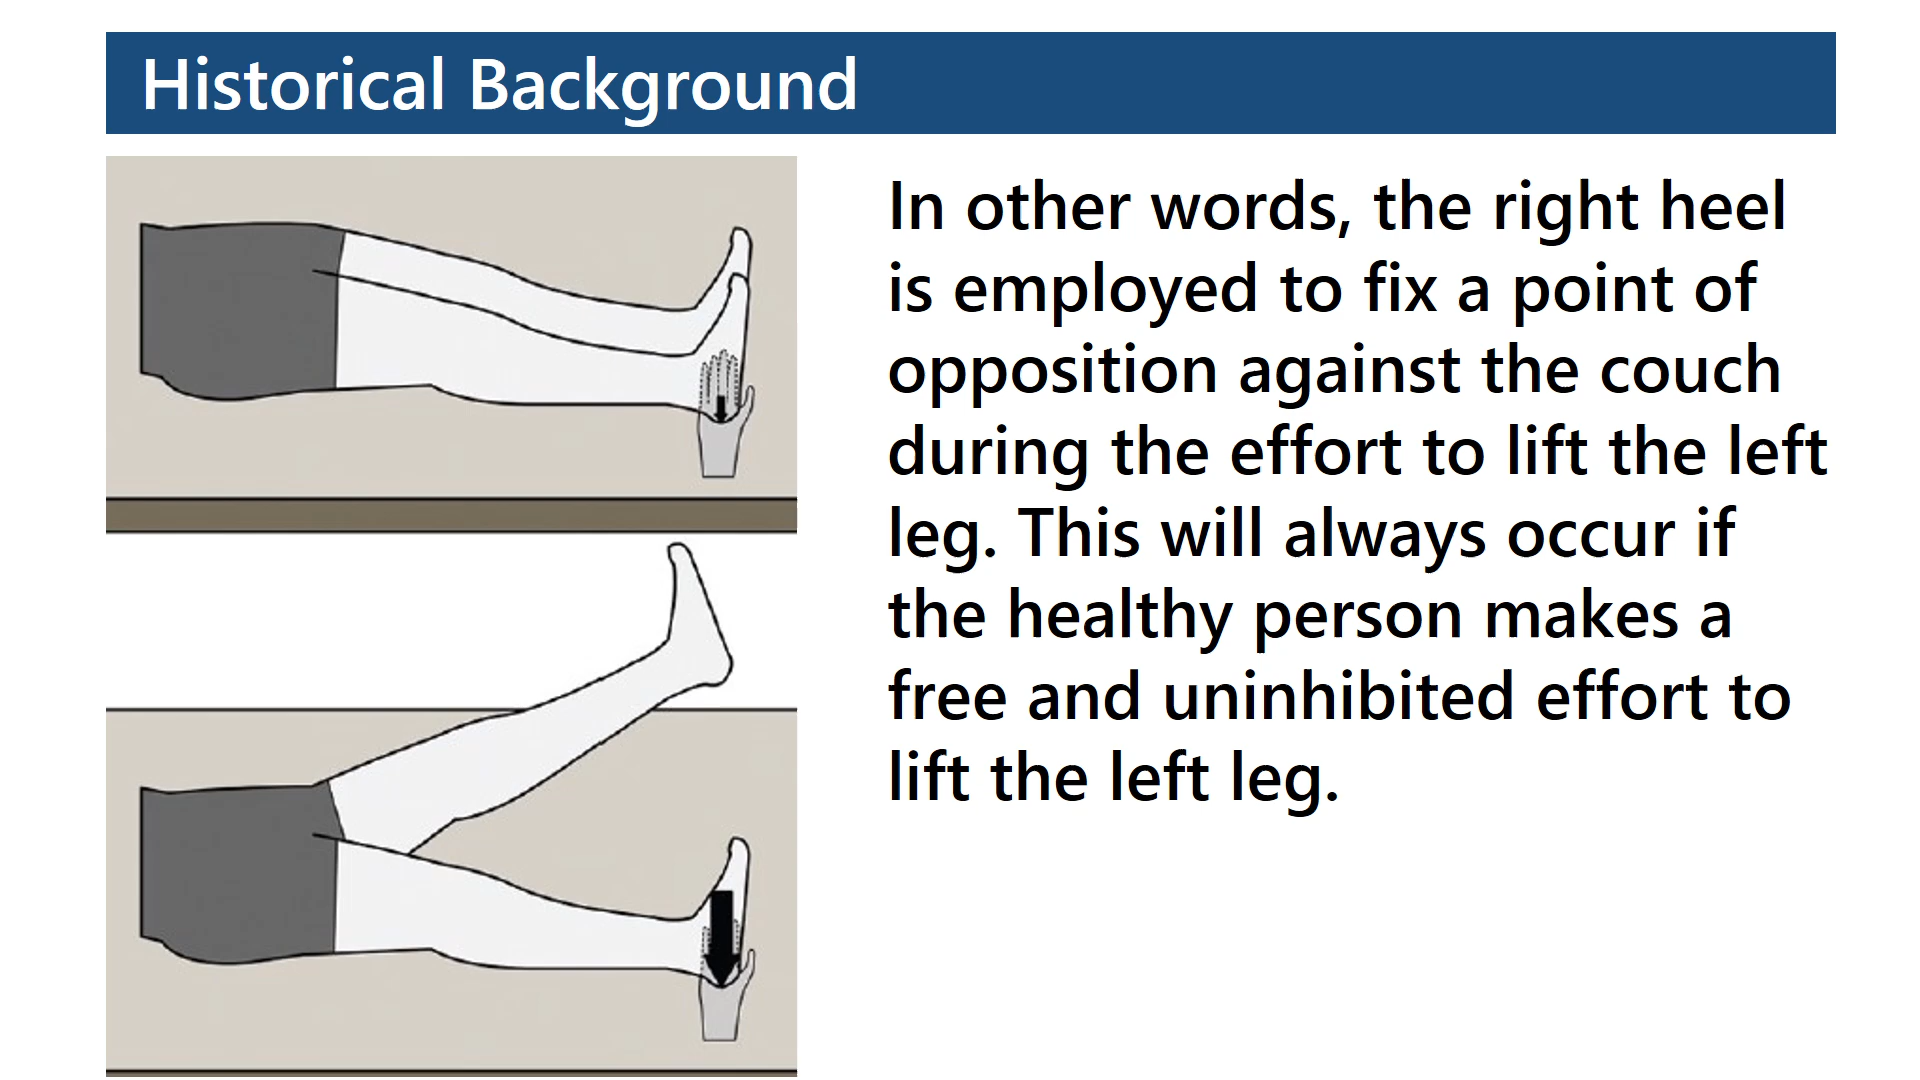 Historical Background
In other words, the right heel
is employed to fix a point of
opposition against the couch
during the effort to lift the left
leg. This will always occur if
the healthy person makes a
free and uninhibited effort to
lift the left leg.